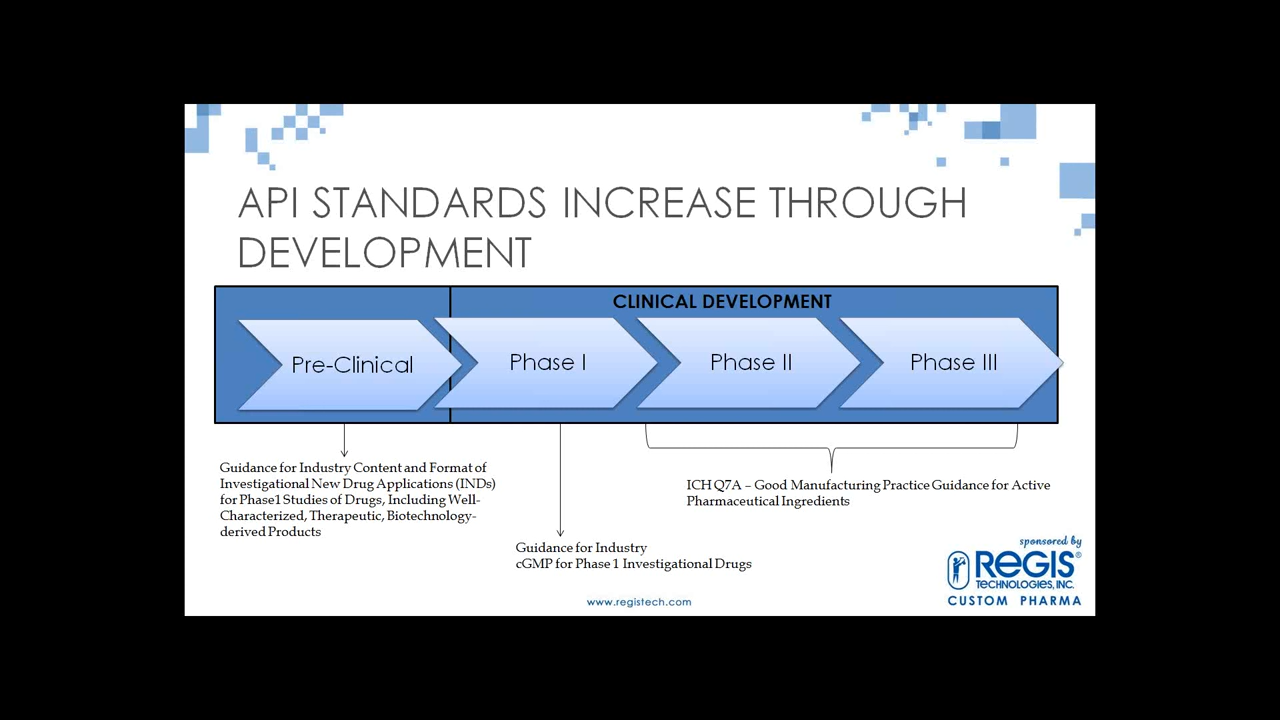 API STANDARDS INCREASE THROUGH
DEVELOPMENT
CLINICAL DEVELOPMENT
Pre-Clinical
Phase I
Phase II
Phase III
Guidance for Industry Content and Format of
Investigational New Drug Applications (INDs)
for Phase1 Studies of Drugs, Including Well-
Characterized, Therapeutic, Biotechnology-
derived Products
Guidance for Industry
cGMP for Phase 1 Investigational Drugs
ICH Q7A – Good Manufacturing Practice Guidance for Active
Pharmaceutical Ingredients
www.registech.com
sponsored by
REGIS®
TECHNOLOGIES, INC.
CUSTOM PHARMA